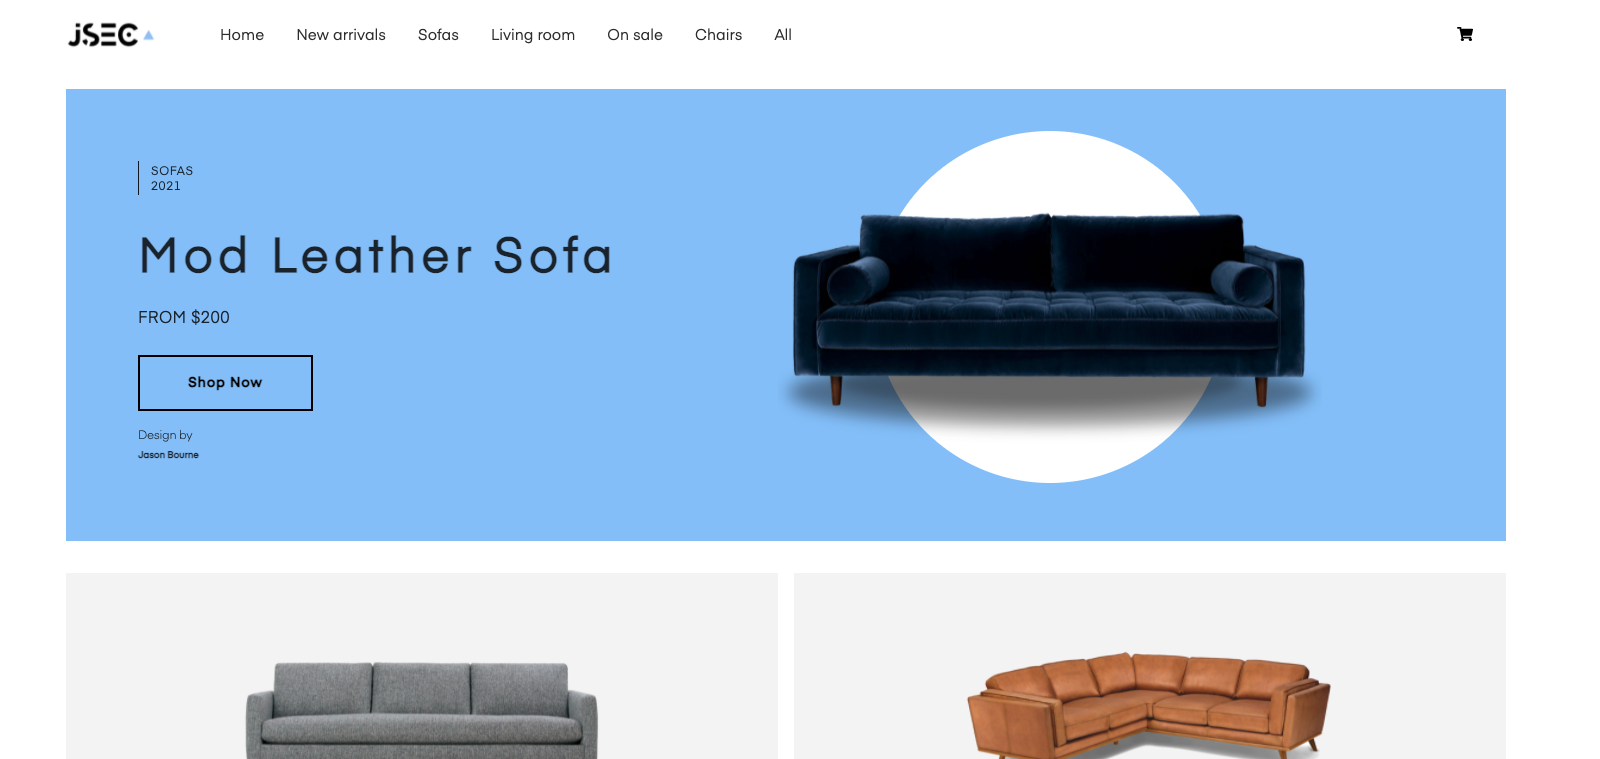 jSEC
Home New arrivals Sofas Living room On sale Chairs All
SOFAS
2021
Mod Leather Sofa
FROM $200
Shop Now
Design by
Jason Bourne